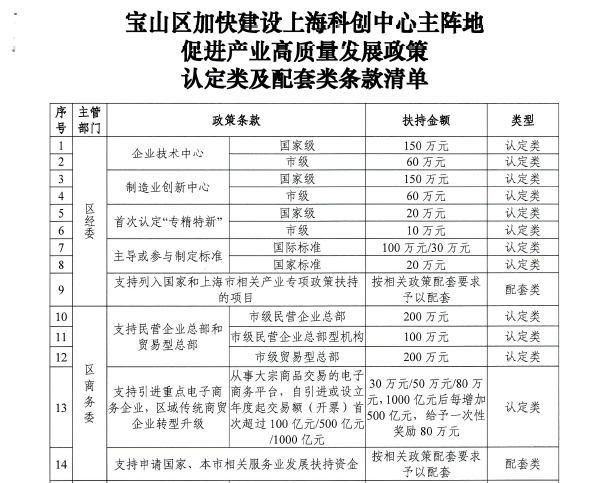 宝山区加快建设上海科创中心主阵地
促进产业高质量发展政策
认定类及配套类条款清单
序号 主管部门 政策条款 扶持金额 类型
1 区经委 企业技术中心 国家级 150 万元 认定类
2 市级 60 万元 认定类
3 制造业创新中心 国家级 150 万元 认定类
4 市级 60 万元 认定类
5 首次认定“专精特新” 国家级 20 万元 认定类
6 市级 10 万元 认定类
7 主导或参与制定标准 国际标准 100 万元/30 万元 认定类
8 国家标准 20 万元 认定类
9 支持列入国家和上海市相关产业专项政策扶持的项目 按相关政策配套要求予以配套 配套类
10 区商务委 支持民营企业总部和贸易型总部 市级民营企业总部 200 万元 认定类
11 市级民营企业总部型机构 100 万元 认定类
12 市级贸易型总部 200 万元 认定类
13 支持引进重点电子商务企业，区域传统商贸企业转型升级 从事大宗商品交易的电子商务平台，自引进或设立年度起交易额（开票）首次超过 100 亿元/500 亿元/1000 亿元 30 万元/50 万元/80 万元，1000 亿元后每增加 500 亿元，给予一次性奖励 80 万元 认定类
14 支持申请国家、本市相关服务业发展扶持资金 按相关政策配套要求予以配套 配套类